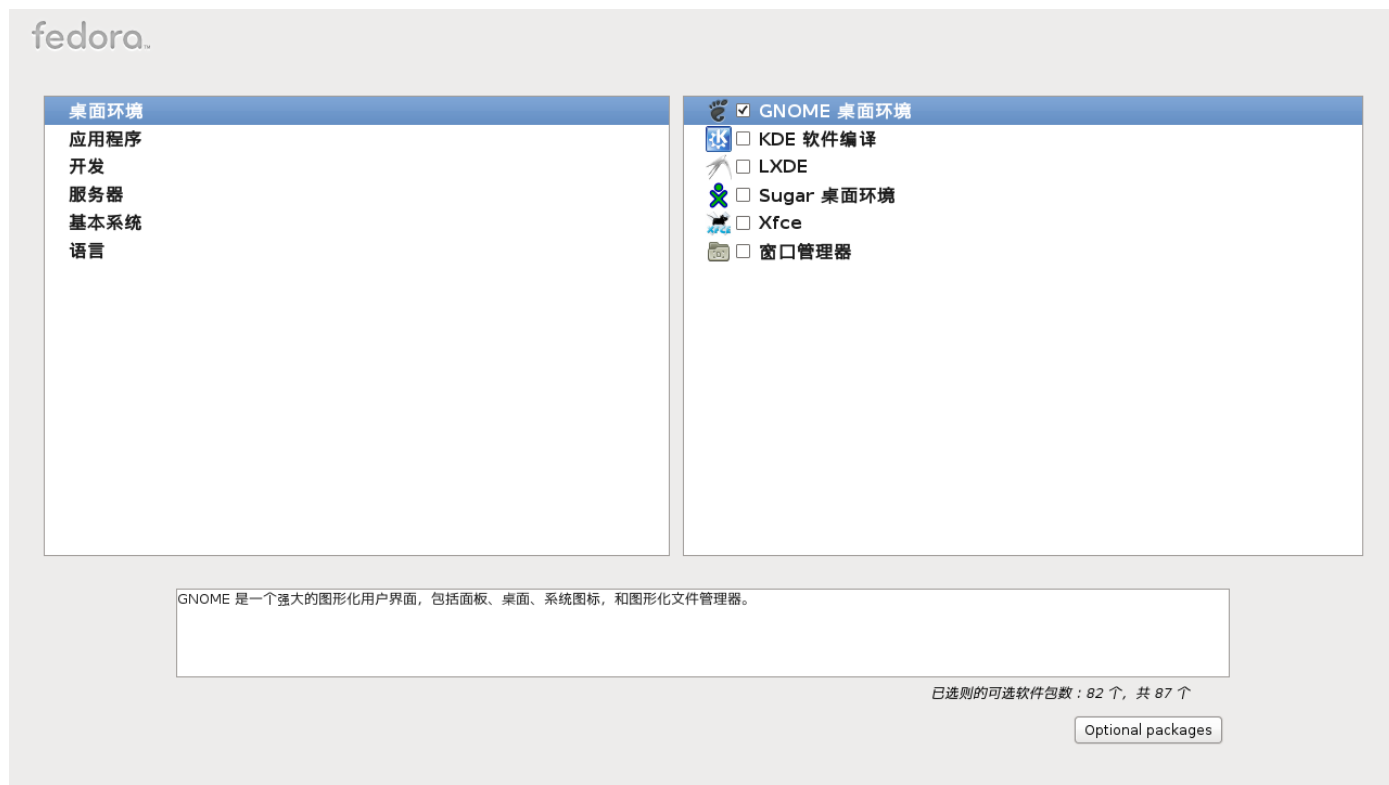 fedora™
桌面环境
应用程序
开发
服务器
基本系统
语言
GNOME 桌面环境
KDE 软件编译
LXDE
Sugar 桌面环境
Xfce
窗口管理器
GNOME 是一个强大的图形化用户界面，包括面板、桌面、系统图标，和图形化文件管理器。
已选则的可选软件包数：82 个，共 87 个
Optional packages